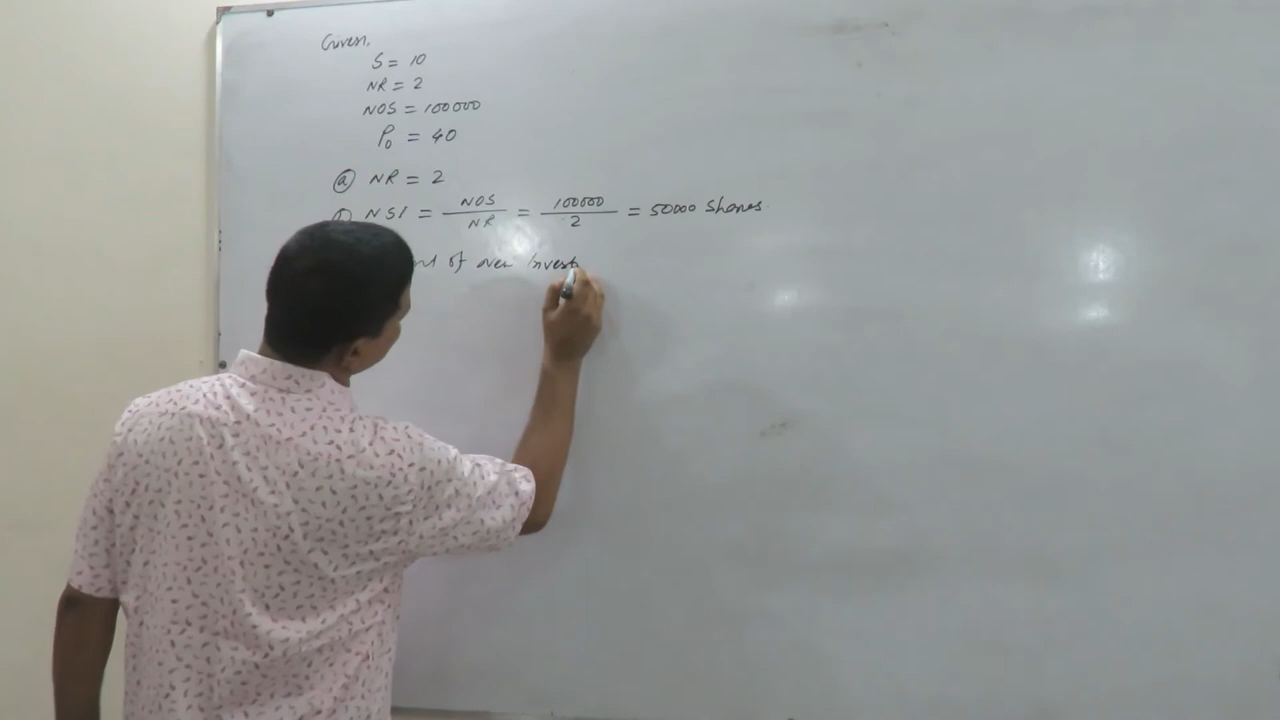 Given,
S = 10
NR = 2
NOS = 100000
P₀ = 40
ⓐ NR = 2
NSI = NOS / NR = 100000 / 2 = 50000 Shares.
of over Invest